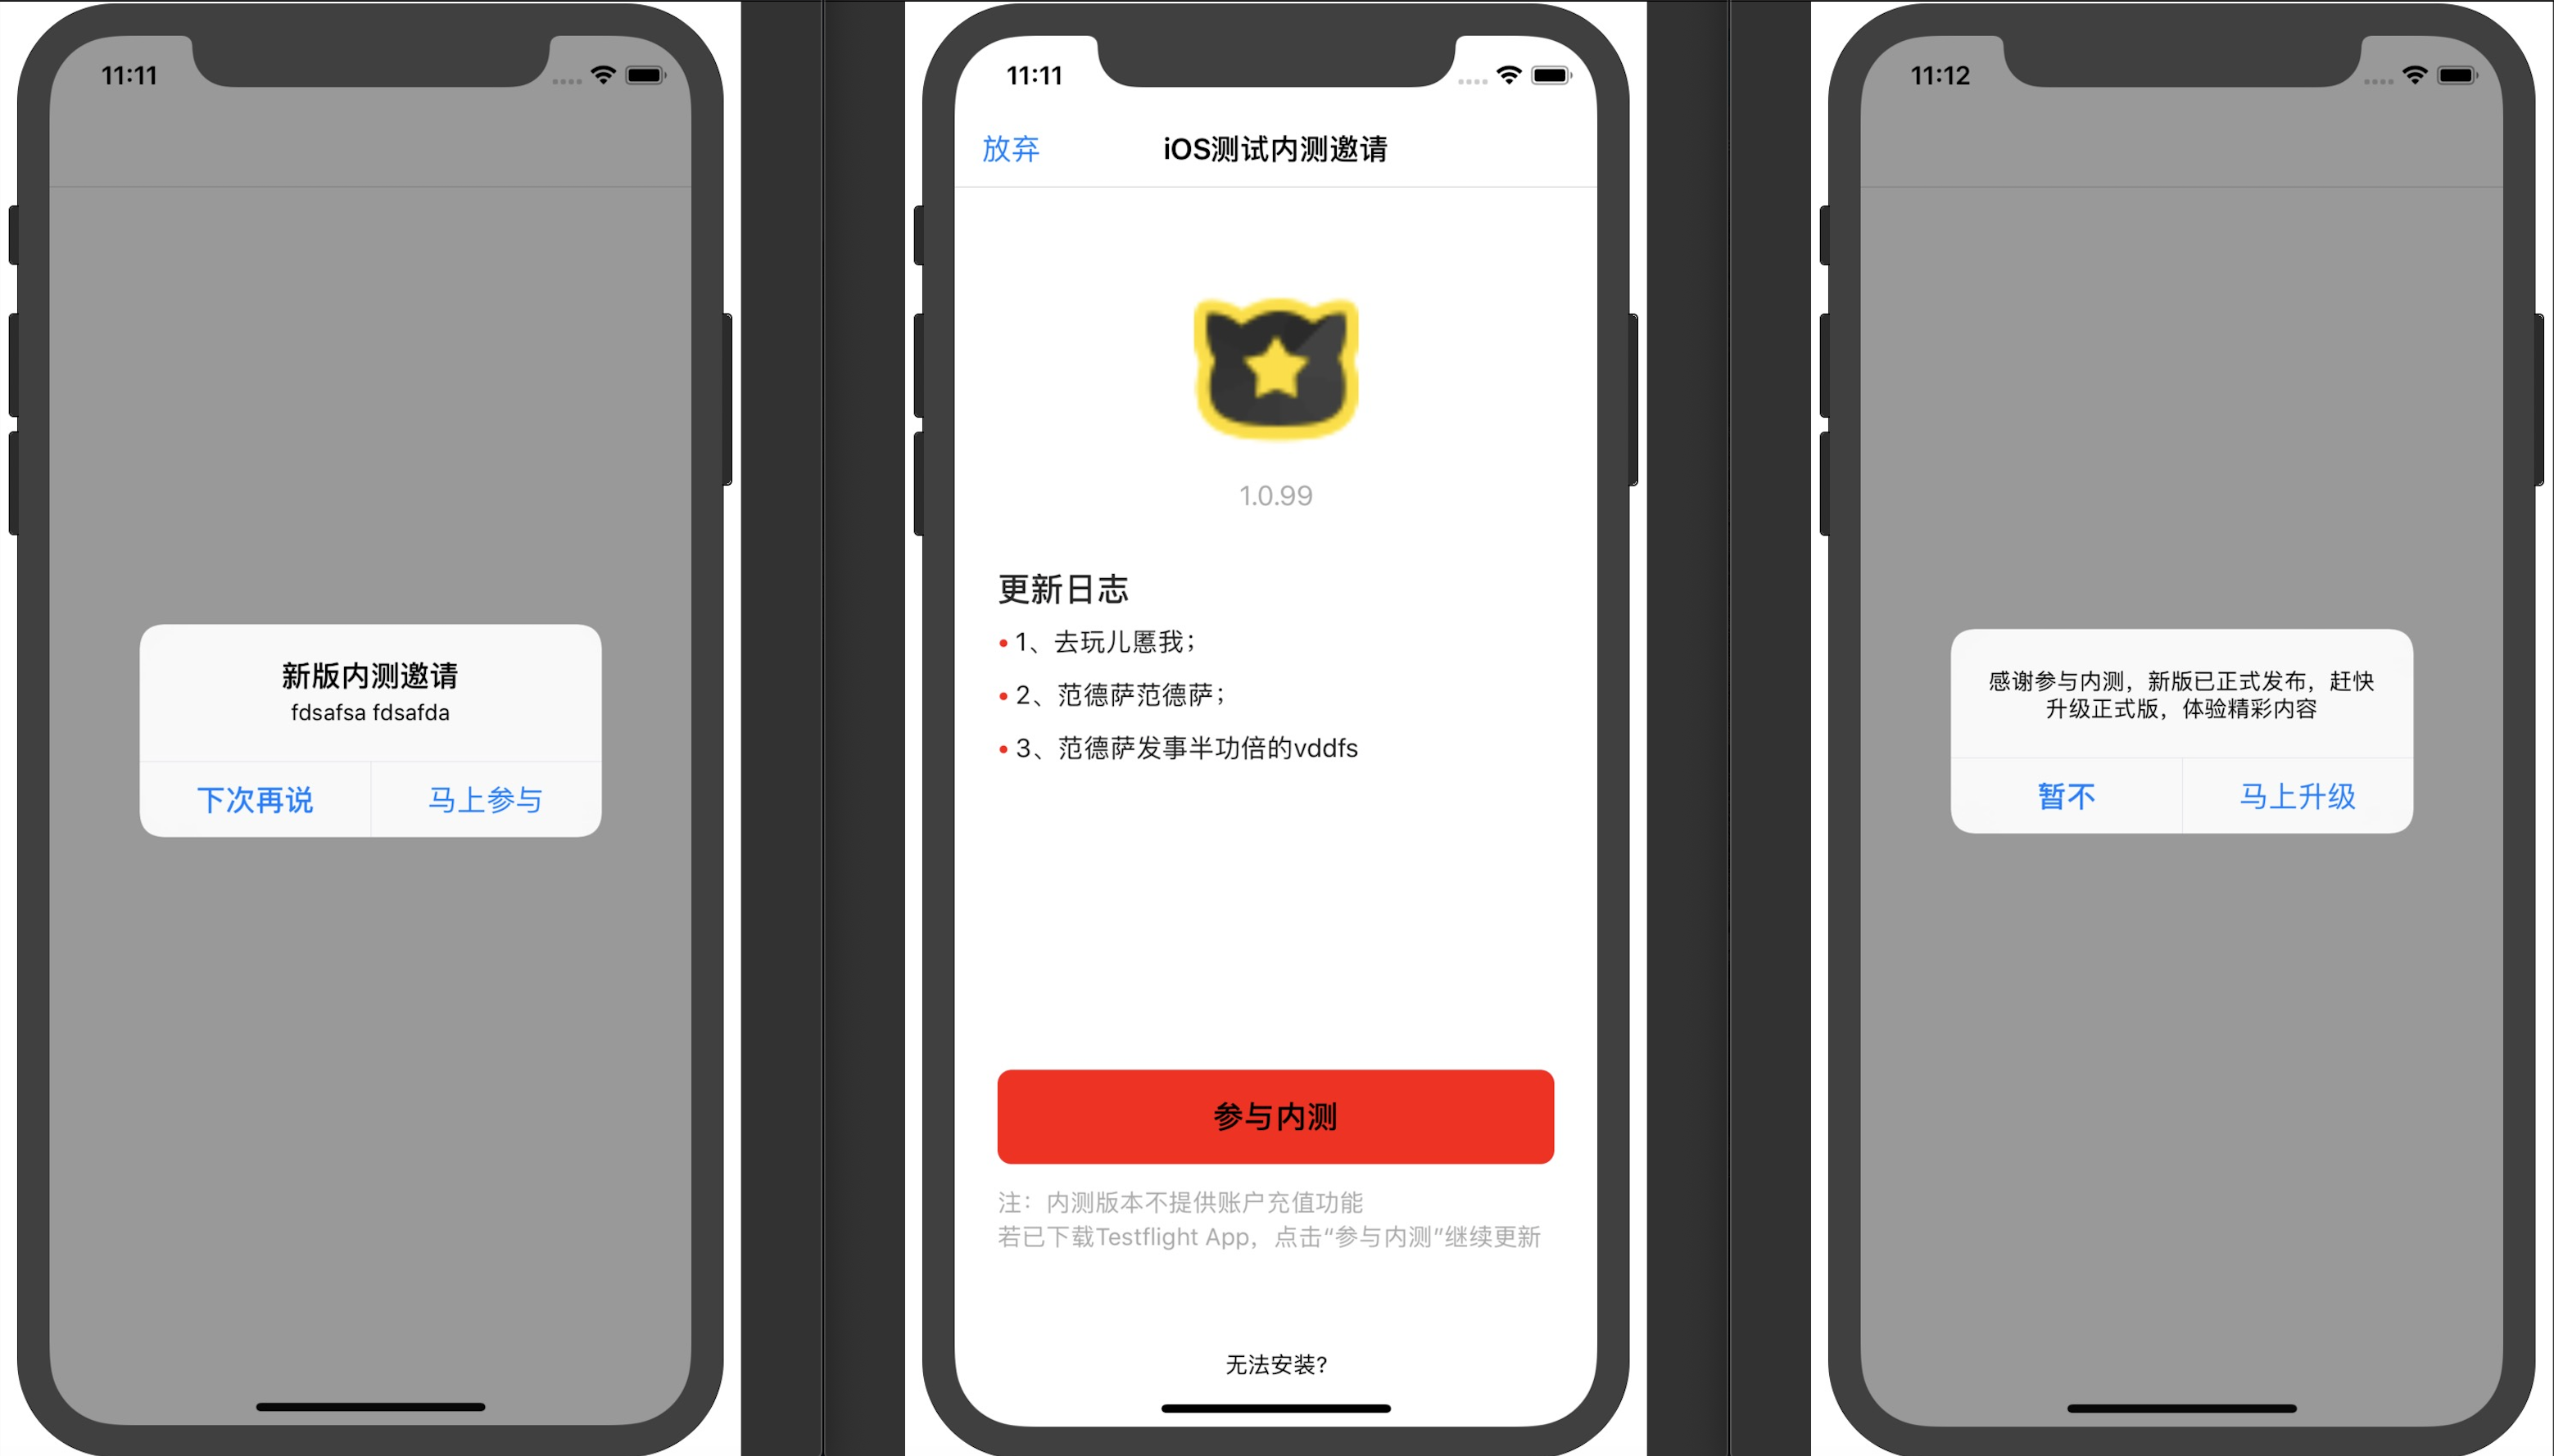 11:11
新版内测邀请
fdsafsa fdsafda
下次再说
马上参与
11:11
放弃
iOS测试内测邀请
1.0.99
更新日志
• 1、去玩儿慝我；
• 2、范德萨范德萨；
• 3、范德萨发事半功倍的vddfs
参与内测
注：内测版本不提供账户充值功能
若已下载Testflight App，点击“参与内测”继续更新
无法安装?
11:12
感谢参与内测，新版已正式发布，赶快
升级正式版，体验精彩内容
暂不
马上升级